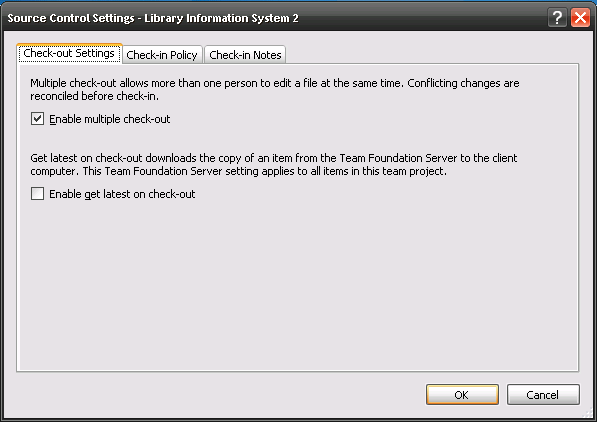 Source Control Settings - Library Information System 2
Check-out Settings Check-in Policy Check-in Notes
Multiple check-out allows more than one person to edit a file at the same time. Conflicting changes are
reconciled before check-in.
Enable multiple check-out
Get latest on check-out downloads the copy of an item from the Team Foundation Server to the client
computer. This Team Foundation Server setting applies to all items in this team project.
Enable get latest on check-out
OK Cancel